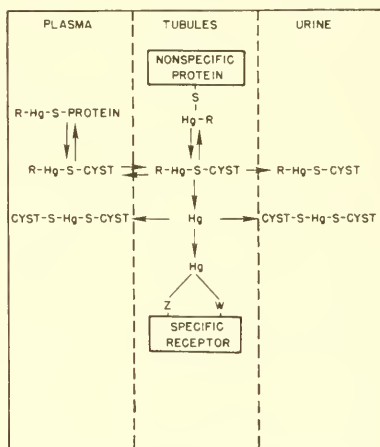 PLASMA TUBULES URINE
NONSPECIFIC
PROTEIN
S
R-Hg-S-PROTEIN Hg-R
R-Hg-S-CYST R-Hg-S-CYST R-Hg-S-CYST
CYST-S-Hg-S-CYST Hg CYST-S-Hg-S-CYST
Hg
Z W
SPECIFIC
RECEPTOR